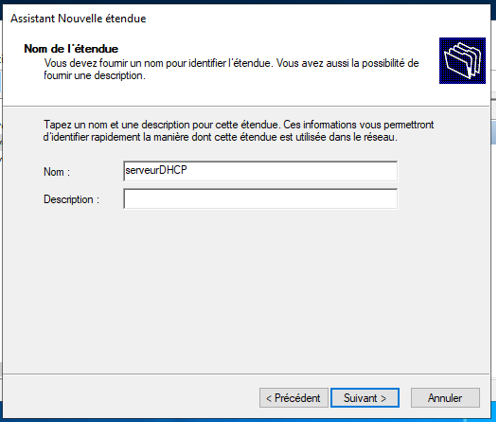 Assistant Nouvelle étendue
Nom de l'étendue
Vous devez fournir un nom pour identifier l'étendue. Vous avez aussi la possibilité de
fournir une description.
Tapez un nom et une description pour cette étendue. Ces informations vous permettront
d'identifier rapidement la manière dont cette étendue est utilisée dans le réseau.
Nom :
serveurDHCP
Description :
< Précédent
Suivant >
Annuler